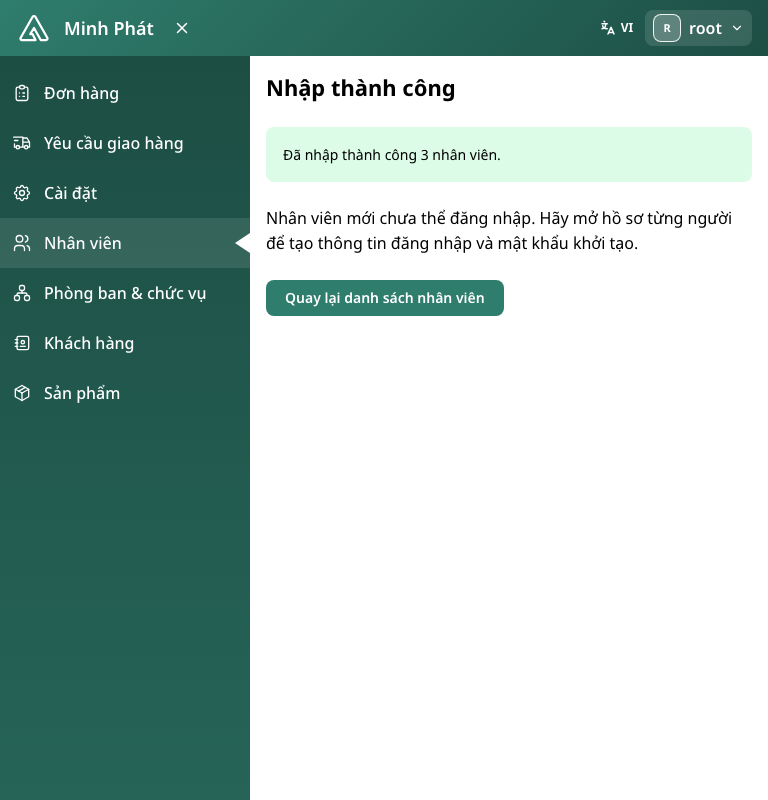 Minh Phát
VI
R
root
Đơn hàng
Yêu cầu giao hàng
Cài đặt
Nhân viên
Phòng ban & chức vụ
Khách hàng
Sản phẩm
Nhập thành công
Đã nhập thành công 3 nhân viên.
Nhân viên mới chưa thể đăng nhập. Hãy mở hồ sơ từng người
để tạo thông tin đăng nhập và mật khẩu khởi tạo.
Quay lại danh sách nhân viên